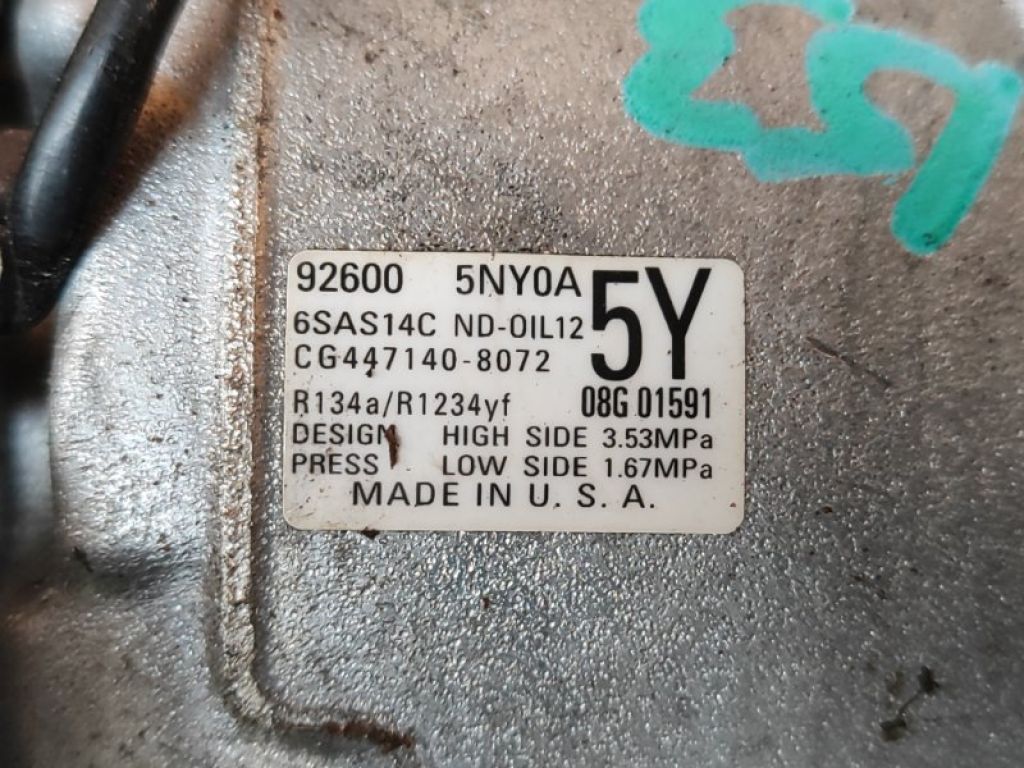 92600 5NY0A
6SAS14C ND-OIL12
5Y
CG447140-8072
R134a/R1234yf 08G 01591
DESIGN HIGH SIDE 3.53MPa
PRESS LOW SIDE 1.67MPa
MADE IN U. S. A.